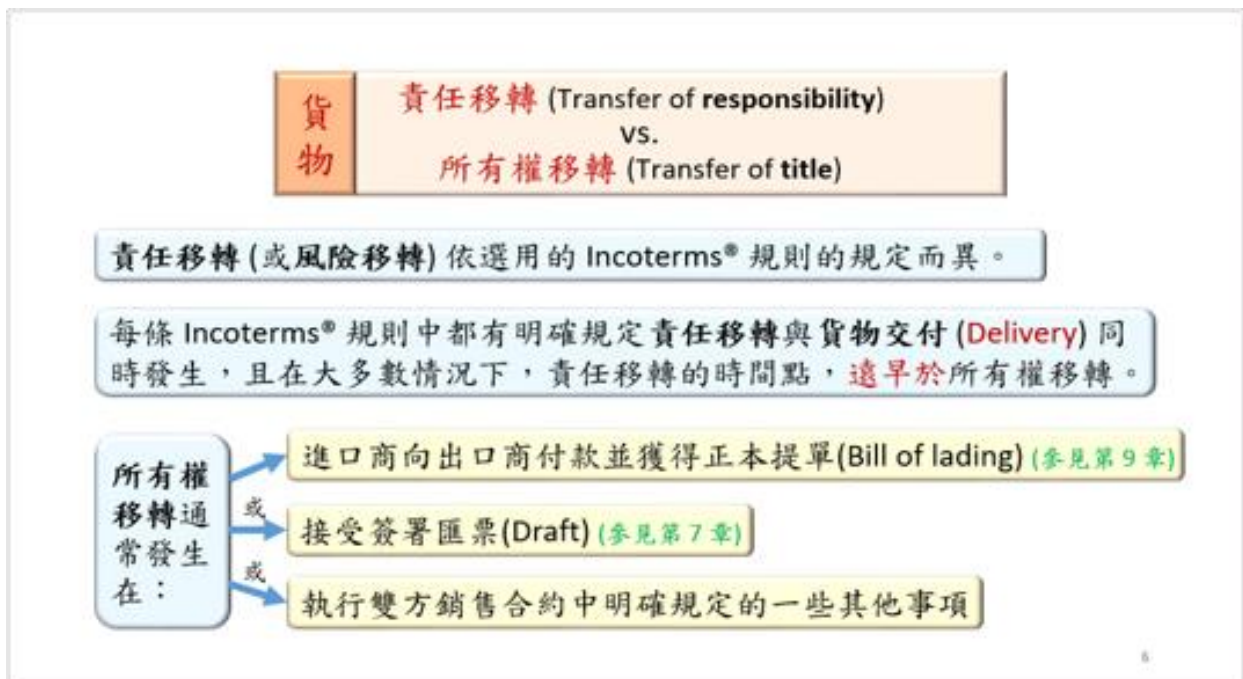 貨物
責任移轉 (Transfer of responsibility)
vs.
所有權移轉 (Transfer of title)
責任移轉 (或風險移轉) 依選用的 Incoterms® 規則的規定而異。
每條 Incoterms® 規則中都有明確規定責任移轉與貨物交付 (Delivery) 同
時發生，且在大多數情況下，責任移轉的時間點，遠早於所有權移轉。
所有權
移轉通
常發生
在：
進口商向出口商付款並獲得正本提單(Bill of lading) (參見第 9 章)
或
接受簽署匯票(Draft) (參見第 7 章)
或
執行雙方銷售合約中明確規定的一些其他事項
6